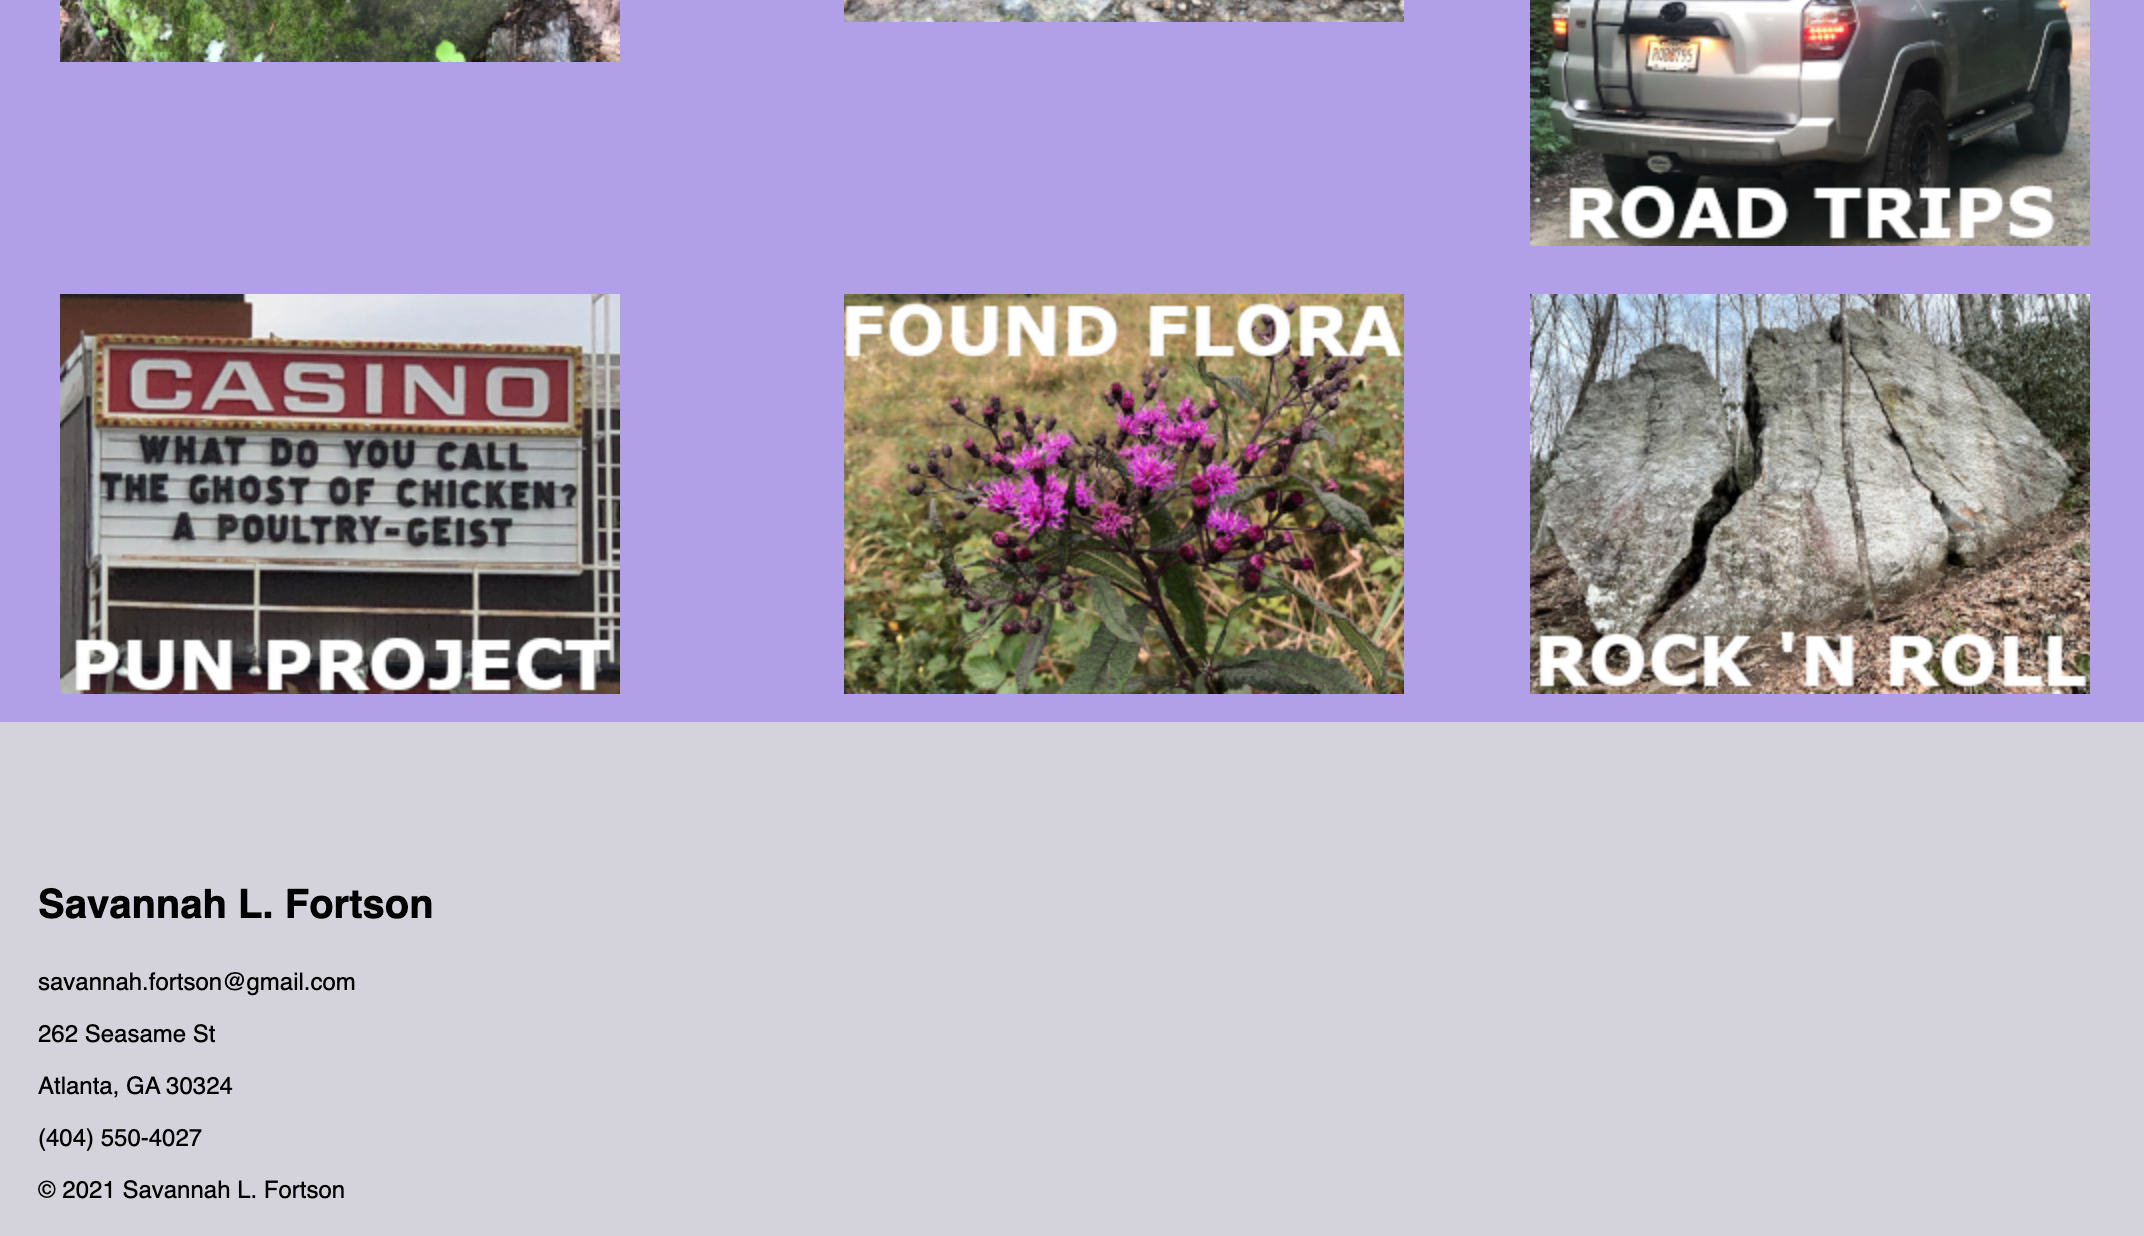 ROAD TRIPS
CASINO
WHAT DO YOU CALL
THE GHOST OF CHICKEN?
A POULTRY-GEIST
PUN PROJECT
FOUND FLORA
ROCK 'N ROLL
Savannah L. Fortson
savannah.fortson@gmail.com
262 Seasame St
Atlanta, GA 30324
(404) 550-4027
© 2021 Savannah L. Fortson